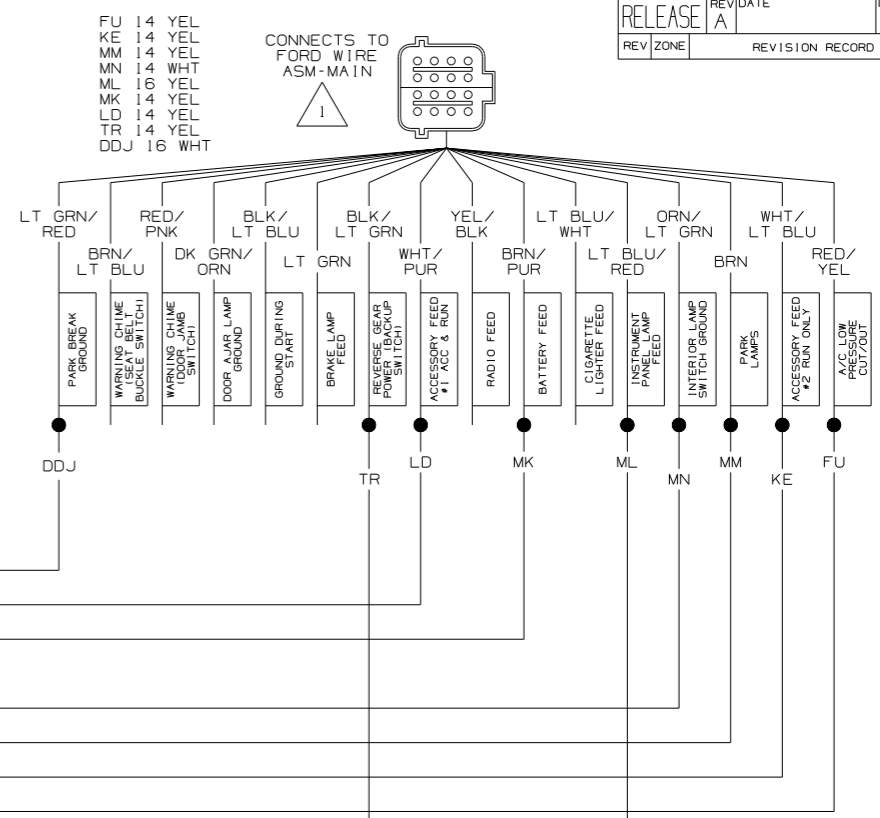 FU 14 YEL
KE 14 YEL
MM 14 YEL
MN 14 WHT
ML 16 YEL
MK 14 YEL
LD 14 YEL
TR 14 YEL
DDJ 16 WHT
CONNECTS TO
FORD WIRE
ASM-MAIN
1
RELEASE
REV
A
DATE
REV ZONE REVISION RECORD
LT GRN/
RED
BRN/
LT BLU
RED/
PNK
DK GRN/
ORN
BLK/
LT BLU
LT GRN
BLK/
LT GRN
WHT/
PUR
YEL/
BLK
BRN/
PUR
LT BLU/
WHT
LT BLU/
RED
ORN/
LT GRN
BRN
WHT/
LT BLU
RED/
YEL
PARK BREAK
GROUND
WARNING CHIME
(SEAT BELT
BUCKLE SWITCH)
WARNING CHIME
(DOOR JAMB
SWITCH)
DOOR AJAR LAMP
GROUND
GROUND DURING
START
BRAKE LAMP
FEED
REVERSE GEAR
POWER (BACKUP
SWITCH)
ACCESSORY FEED
#1 ACC & RUN
RADIO FEED
BATTERY FEED
CIGARETTE
LIGHTER FEED
INSTRUMENT
PANEL LAMP
FEED
INTERIOR LAMP
SWITCH GROUND
PARK
LAMPS
ACCESSORY FEED
#2 RUN ONLY
A/C LOW
PRESSURE
CUT/OUT
DDJ
TR
LD
MK
ML
MN
MM
KE
FU